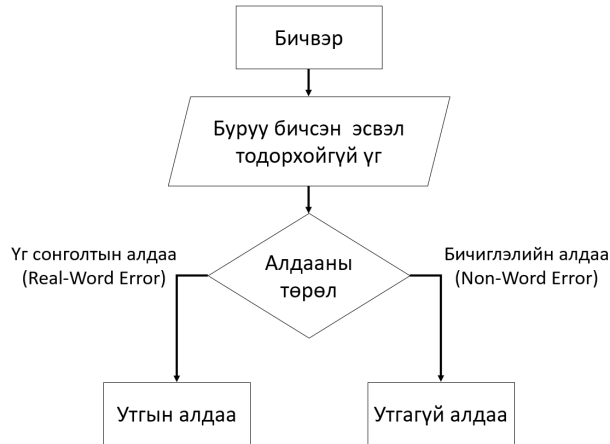 Бичвэр
Буруу бичсэн эсвэл
тодорхойгүй үг
Үг сонголтын алдаа
(Real-Word Error)
Алдааны
төрөл
Бичиглэлийн алдаа
(Non-Word Error)
Утгын алдаа
Утгагүй алдаа